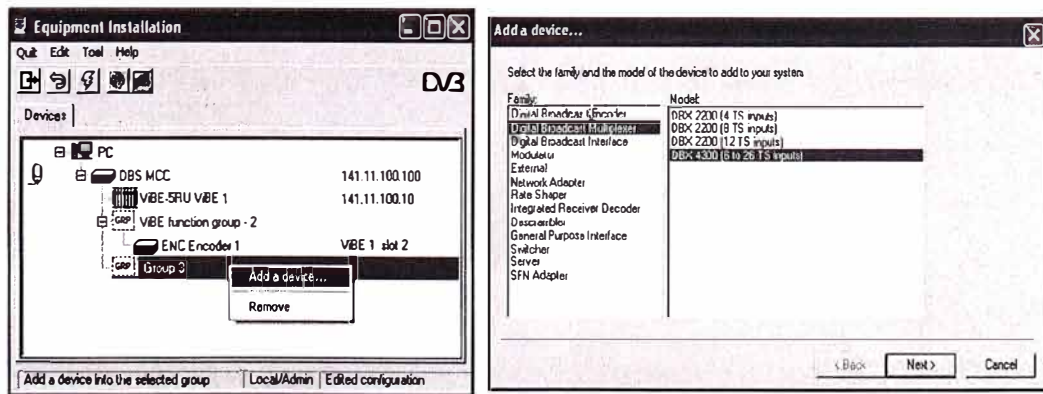 Equipment Installation
Quit Edit Tool Help
DVB
Devices
PC
DBS MCC 141.11.100.100
ViBE-5RU ViBE 1 141.11.100.10
GRP ViBE function group - 2
ENC Encoder 1 ViBE 1 slot 2
GRP Group 3
Add a device...
Remove
Add a device into the selected group Local/Admin Edited configuration
Add a device...
Select the family and the model of the device to add to your system
Family:
Digital Broadcast Encoder
Digital Broadcast Multiplexer
Digital Broadcast Interface
Modulator
External
Network Adapter
Rate Shaper
Integrated Receiver Decoder
Descrambler
General Purpose Interface
Switcher
Server
SFN Adapter
Model:
DBX 2200 (4 TS inputs)
DBX 2200 (8 TS inputs)
DBX 2200 (12 TS inputs)
DBX 4300 (6 to 26 TS inputs)
< Back
Next >
Cancel